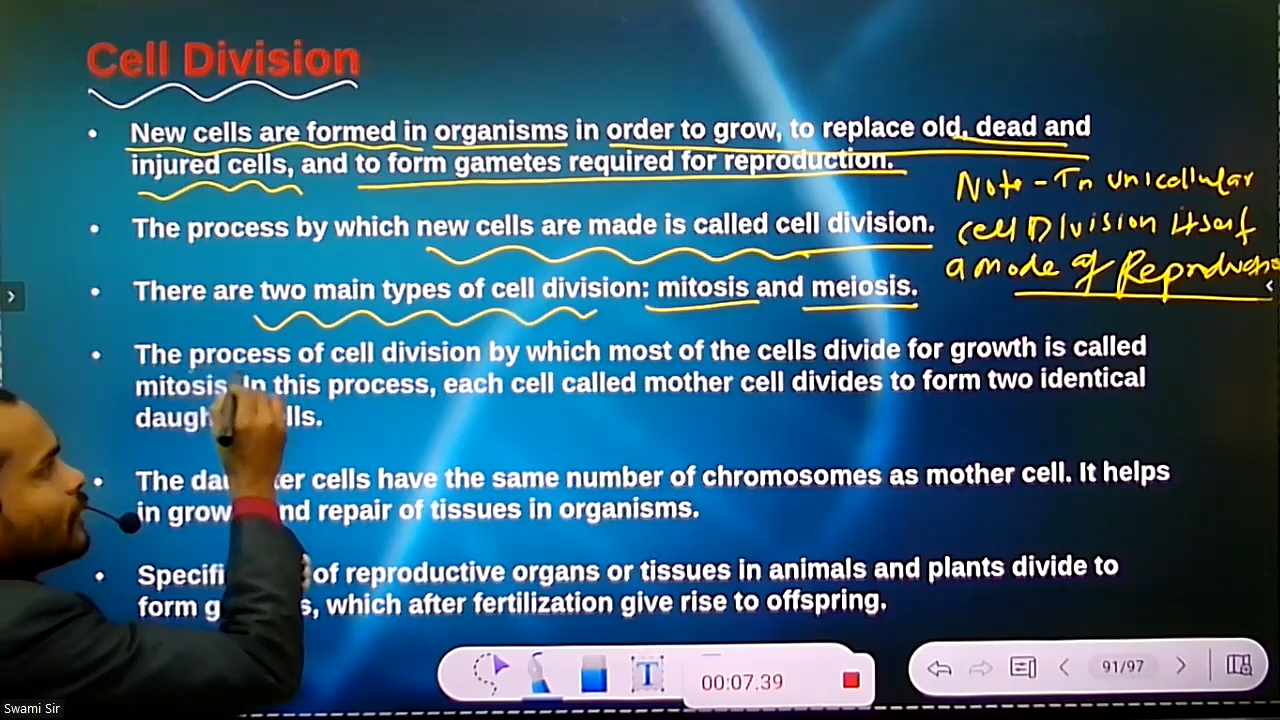 Cell Division
• New cells are formed in organisms in order to grow, to replace old, dead and
injured cells, and to form gametes required for reproduction.
Note - In unicellular
cell Division itself
a mode of Reproduction
• The process by which new cells are made is called cell division.
• There are two main types of cell division: mitosis and meiosis.
• The process of cell division by which most of the cells divide for growth is called
mitosis. In this process, each cell called mother cell divides to form two identical
• The cells have the same number of chromosomes as mother cell. It helps
in and repair of tissues in organisms.
• of reproductive organs or tissues in animals and plants divide to
form which after fertilization give rise to offspring.
00:07.39
91/97
Swami Sir